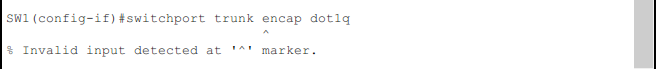 SW1(config-if)#switchport trunk encap dot1q
^
% Invalid input detected at '^' marker.